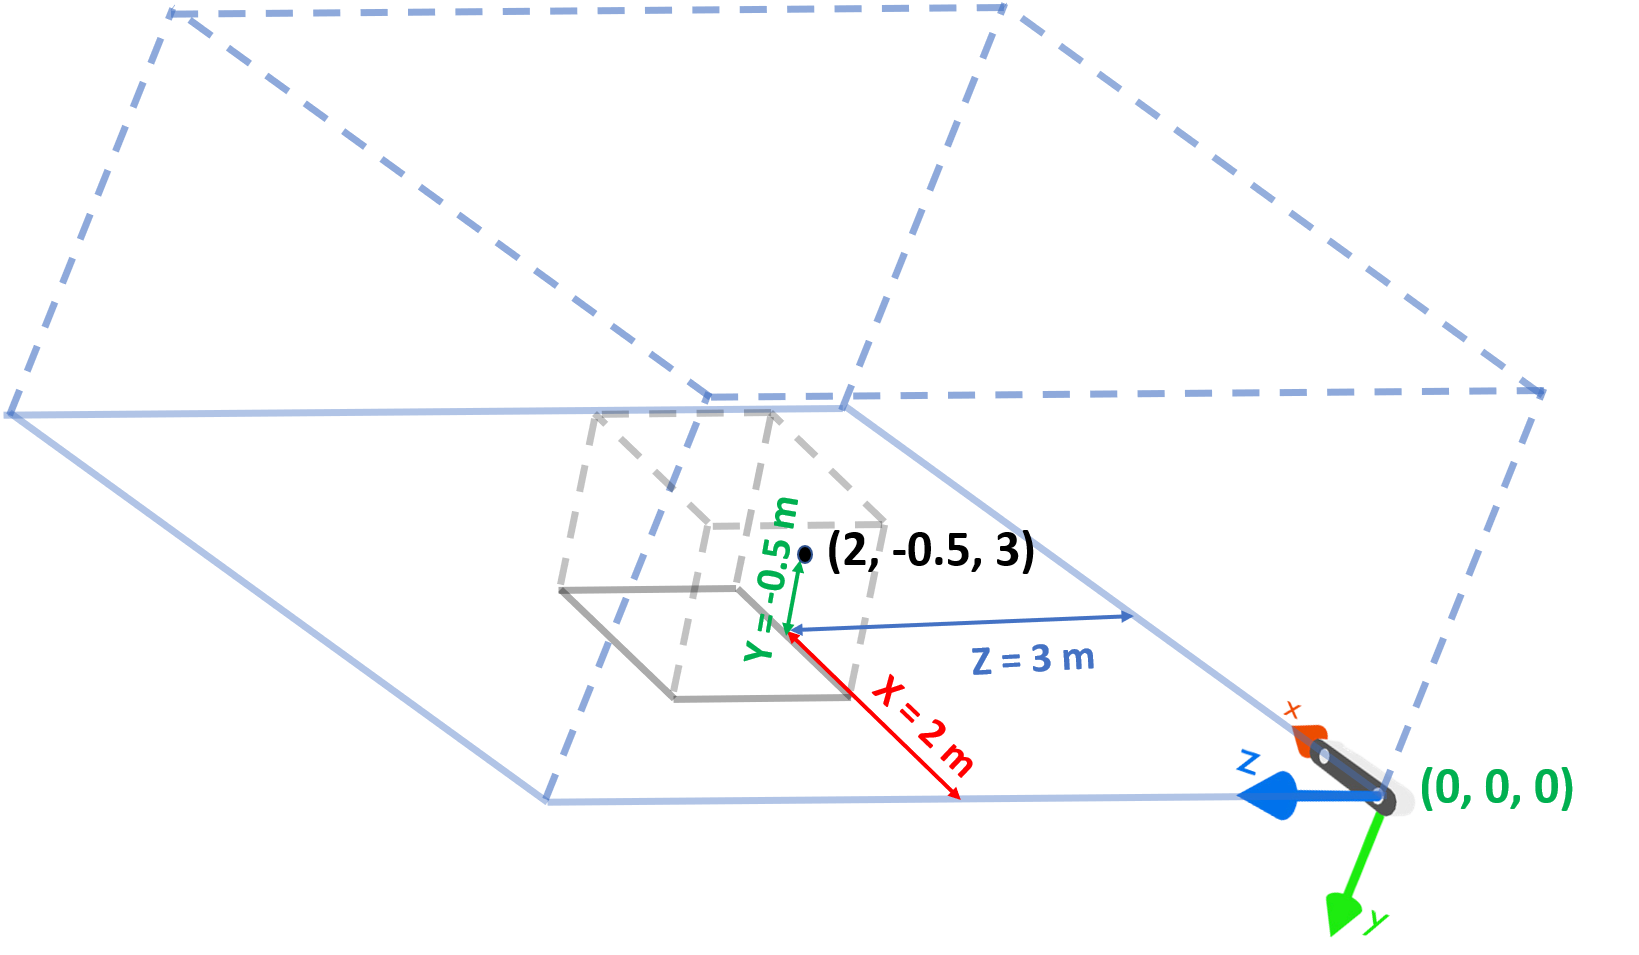 (2, -0.5, 3)
Y = -0.5 m
Z = 3 m
X = 2 m
x
Z
(0, 0, 0)
y